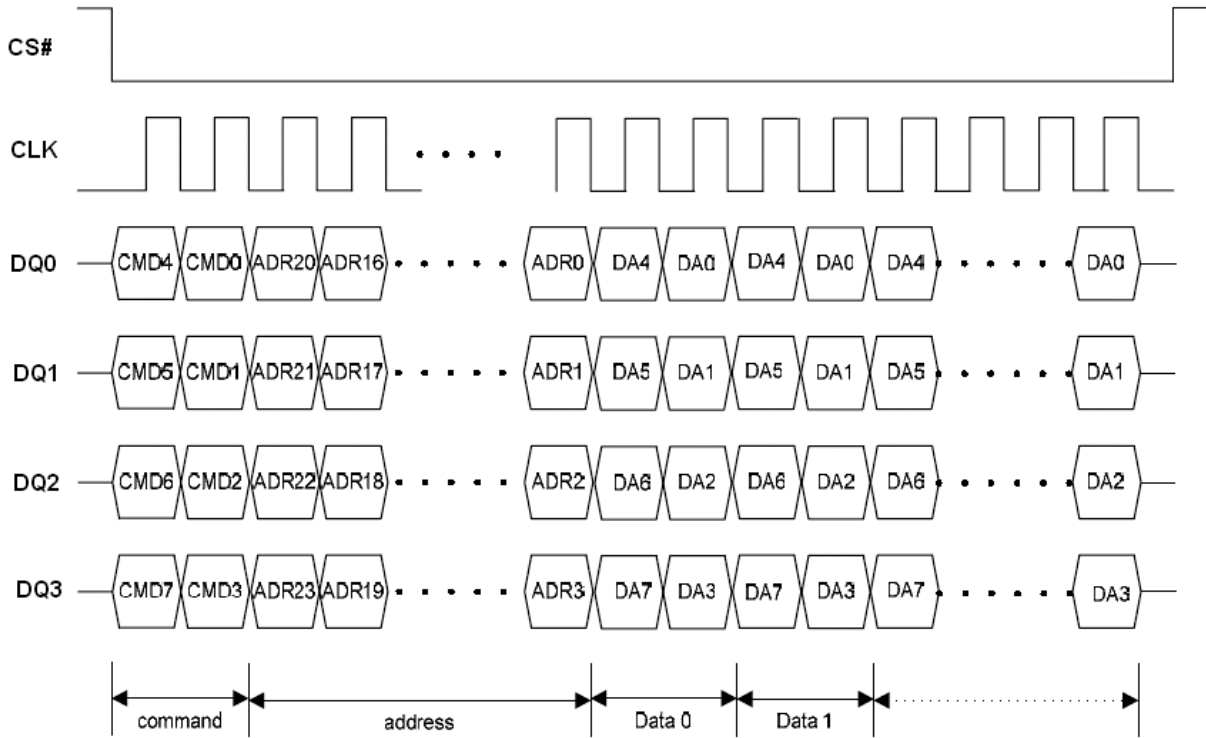 CS#
CLK
DQ0 CMD4 CMD0 ADR20 ADR16 ADR0 DA4 DA0 DA4 DA0 DA4 DA0
DQ1 CMD5 CMD1 ADR21 ADR17 ADR1 DA5 DA1 DA5 DA1 DA5 DA1
DQ2 CMD6 CMD2 ADR22 ADR18 ADR2 DA6 DA2 DA6 DA2 DA6 DA2
DQ3 CMD7 CMD3 ADR23 ADR19 ADR3 DA7 DA3 DA7 DA3 DA7 DA3
command address Data 0 Data 1